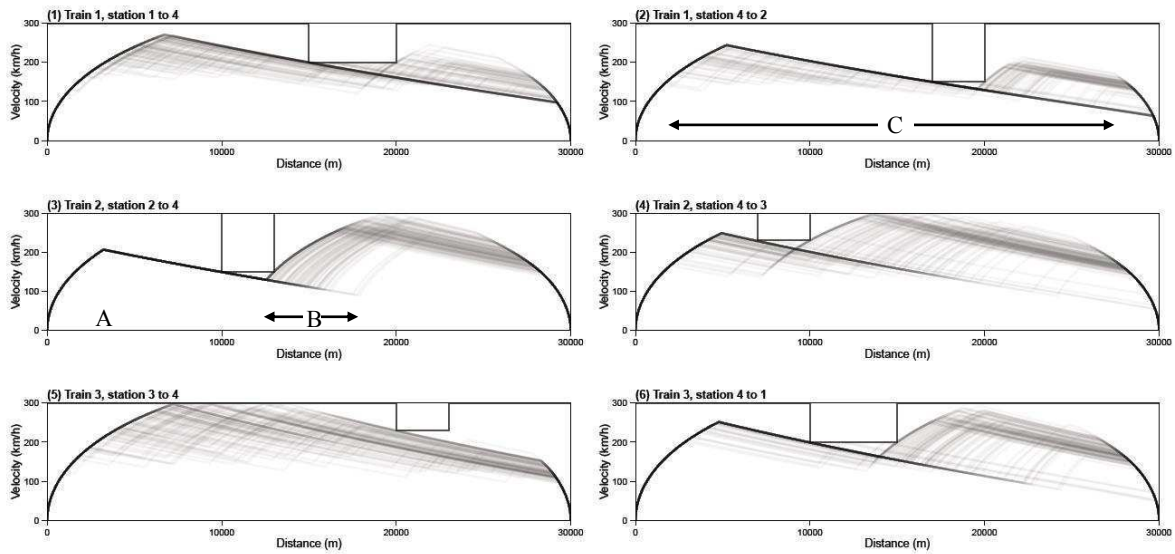 (1) Train 1, station 1 to 4
Velocity (km/h)
300
200
100
0
0 10000 20000 30000
Distance (m)
(2) Train 1, station 4 to 2
Velocity (km/h)
300
200
100
0
C
0 10000 20000 30000
Distance (m)
(3) Train 2, station 2 to 4
Velocity (km/h)
300
200
100
0
A B
0 10000 20000 30000
Distance (m)
(4) Train 2, station 4 to 3
Velocity (km/h)
300
200
100
0
0 10000 20000 30000
Distance (m)
(5) Train 3, station 3 to 4
Velocity (km/h)
300
200
100
0
0 10000 20000 30000
Distance (m)
(6) Train 3, station 4 to 1
Velocity (km/h)
300
200
100
0
0 10000 20000 30000
Distance (m)